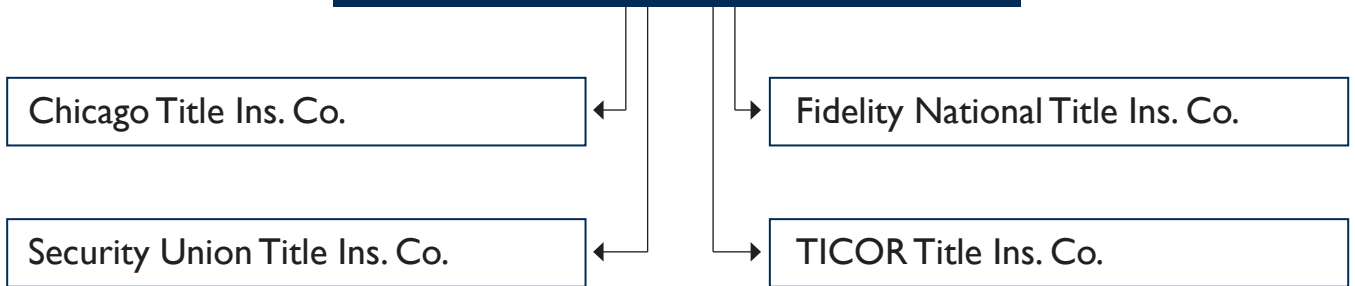 Chicago Title Ins. Co.
Fidelity National Title Ins. Co.
Security Union Title Ins. Co.
TICOR Title Ins. Co.